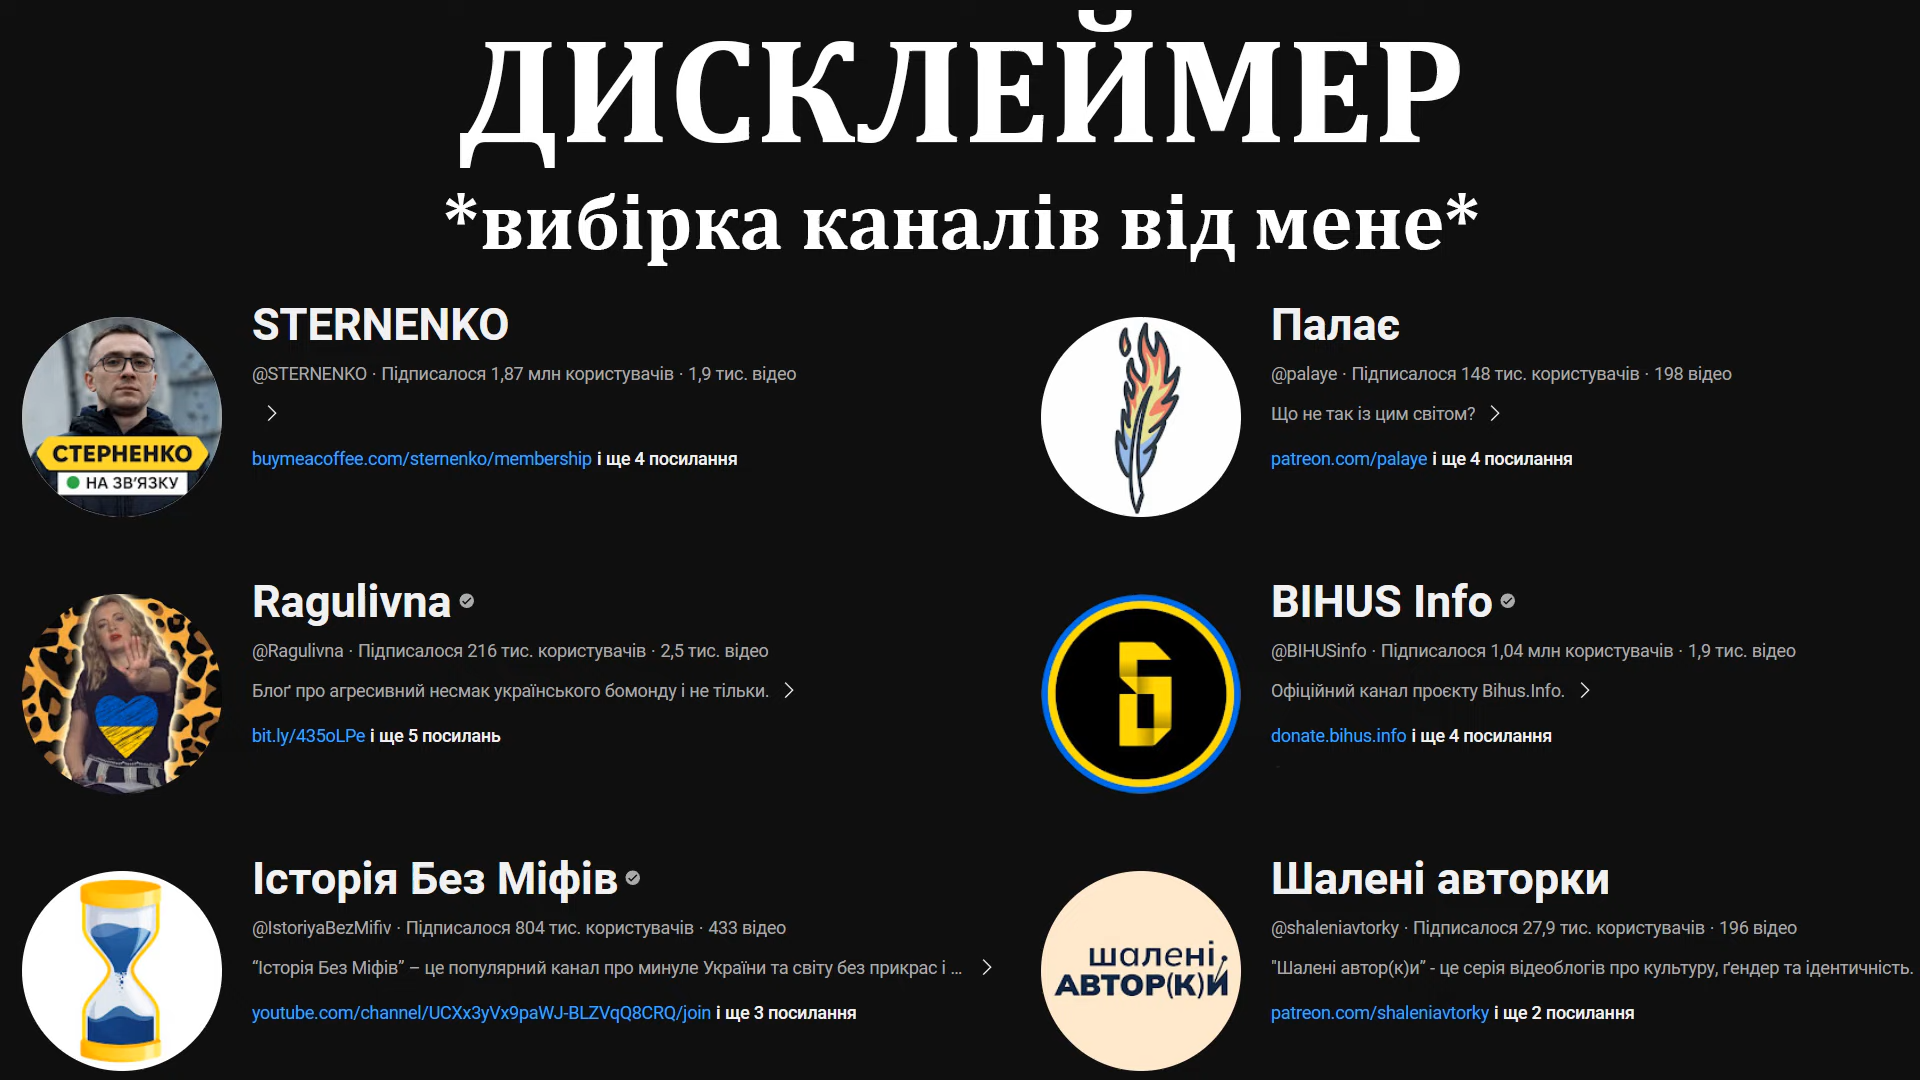 ДИСКЛЕЙМЕР
*вибірка каналів від мене*
STERNENKO
@STERNENKO · Підписалося 1,87 млн користувачів · 1,9 тис. відео
buymeacoffee.com/sternenko/membership і ще 4 посилання
СТЕРНЕНКО
НА ЗВ'ЯЗКУ
Палає
@palaye · Підписалося 148 тис. користувачів · 198 відео
Що не так із цим світом?
patreon.com/palaye і ще 4 посилання
Ragulivna
@Ragulivna · Підписалося 216 тис. користувачів · 2,5 тис. відео
Блоґ про агресивний несмак українського бомонду і не тільки.
bit.ly/435oLPe і ще 5 посилань
BIHUS Info
@BIHUSinfo · Підписалося 1,04 млн користувачів · 1,9 тис. відео
Офіційний канал проєкту Bihus.Info.
donate.bihus.info і ще 4 посилання
Історія Без Міфів
@IstoriyaBezMifiv · Підписалося 804 тис. користувачів · 433 відео
“Історія Без Міфів” – це популярний канал про минуле України та світу без прикрас і ...
youtube.com/channel/UCXx3yVx9paWJ-BLZVqQ8CRQ/join і ще 3 посилання
Шалені авторки
@shaleniavtorky · Підписалося 27,9 тис. користувачів · 196 відео
"Шалені автор(к)и” - це серія відеоблогів про культуру, ґендер та ідентичність.
patreon.com/shaleniavtorky і ще 2 посилання
шалені
АВТОР(К)И